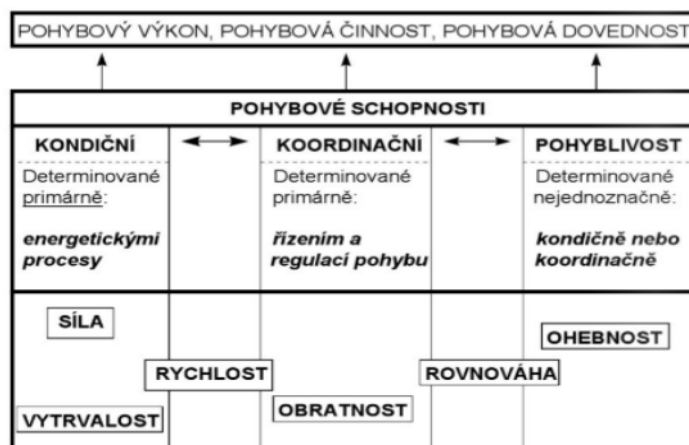 POHYBOVÝ VÝKON, POHYBOVÁ ČINNOST, POHYBOVÁ DOVEDNOST
POHYBOVÉ SCHOPNOSTI
KONDIČNÍ
Determinované
primárně:
energetickými
procesy
KOORDINAČNÍ
Determinované
primárně:
řízením a
regulací pohybu
POHYBLIVOST
Determinované
nejednoznačně:
kondičně nebo
koordinačně
SÍLA
OHEBNOST
RYCHLOST
ROVNOVÁHA
VYTRVALOST
OBRATNOST